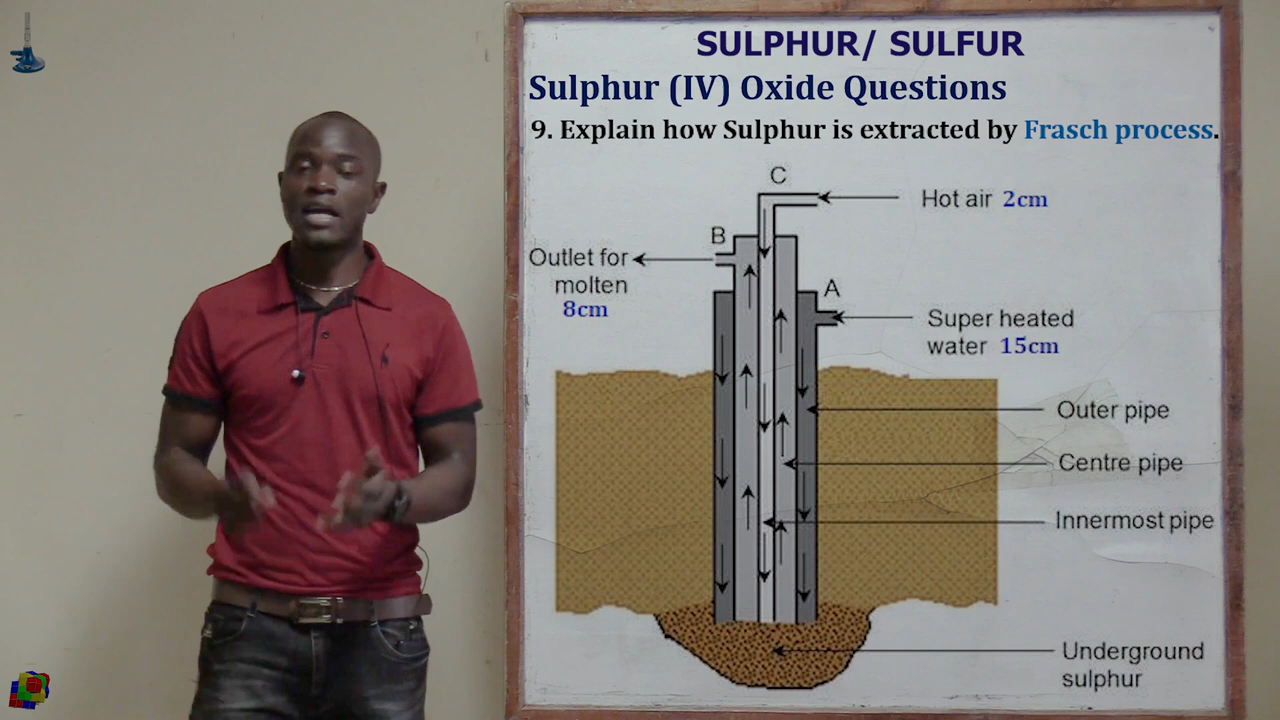 SULPHUR/ SULFUR
Sulphur (IV) Oxide Questions
9. Explain how Sulphur is extracted by Frasch process.
C
Hot air 2cm
B
Outlet for
molten
8cm
A
Super heated
water 15cm
Outer pipe
Centre pipe
Innermost pipe
Underground
sulphur